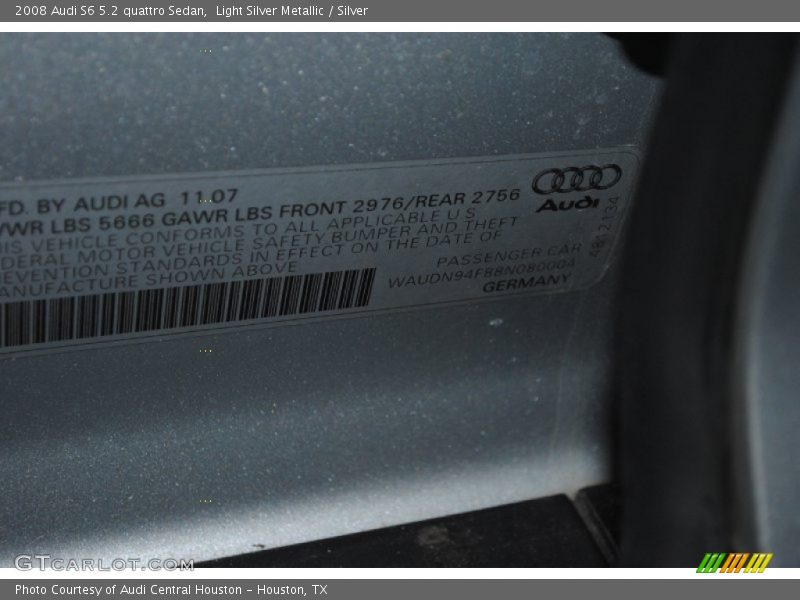 2008 Audi S6 5.2 quattro Sedan,  Light Silver Metallic / Silver
FD. BY AUDI AG 11.07
WR LBS 5666 GAWR LBS FRONT 2976/REAR 2756
IS VEHICLE CONFORMS TO ALL APPLICABLE U S
DERAL MOTOR VEHICLE SAFETY BUMPER AND THEFT
EVENTION STANDARDS IN EFFECT ON THE DATE OF
ANUFACTURE SHOWN ABOVE
PASSENGER CAR
WAUDN94F88N080004
GERMANY
Audi
GTcarlot.com
Photo Courtesy of Audi Central Houston - Houston, TX